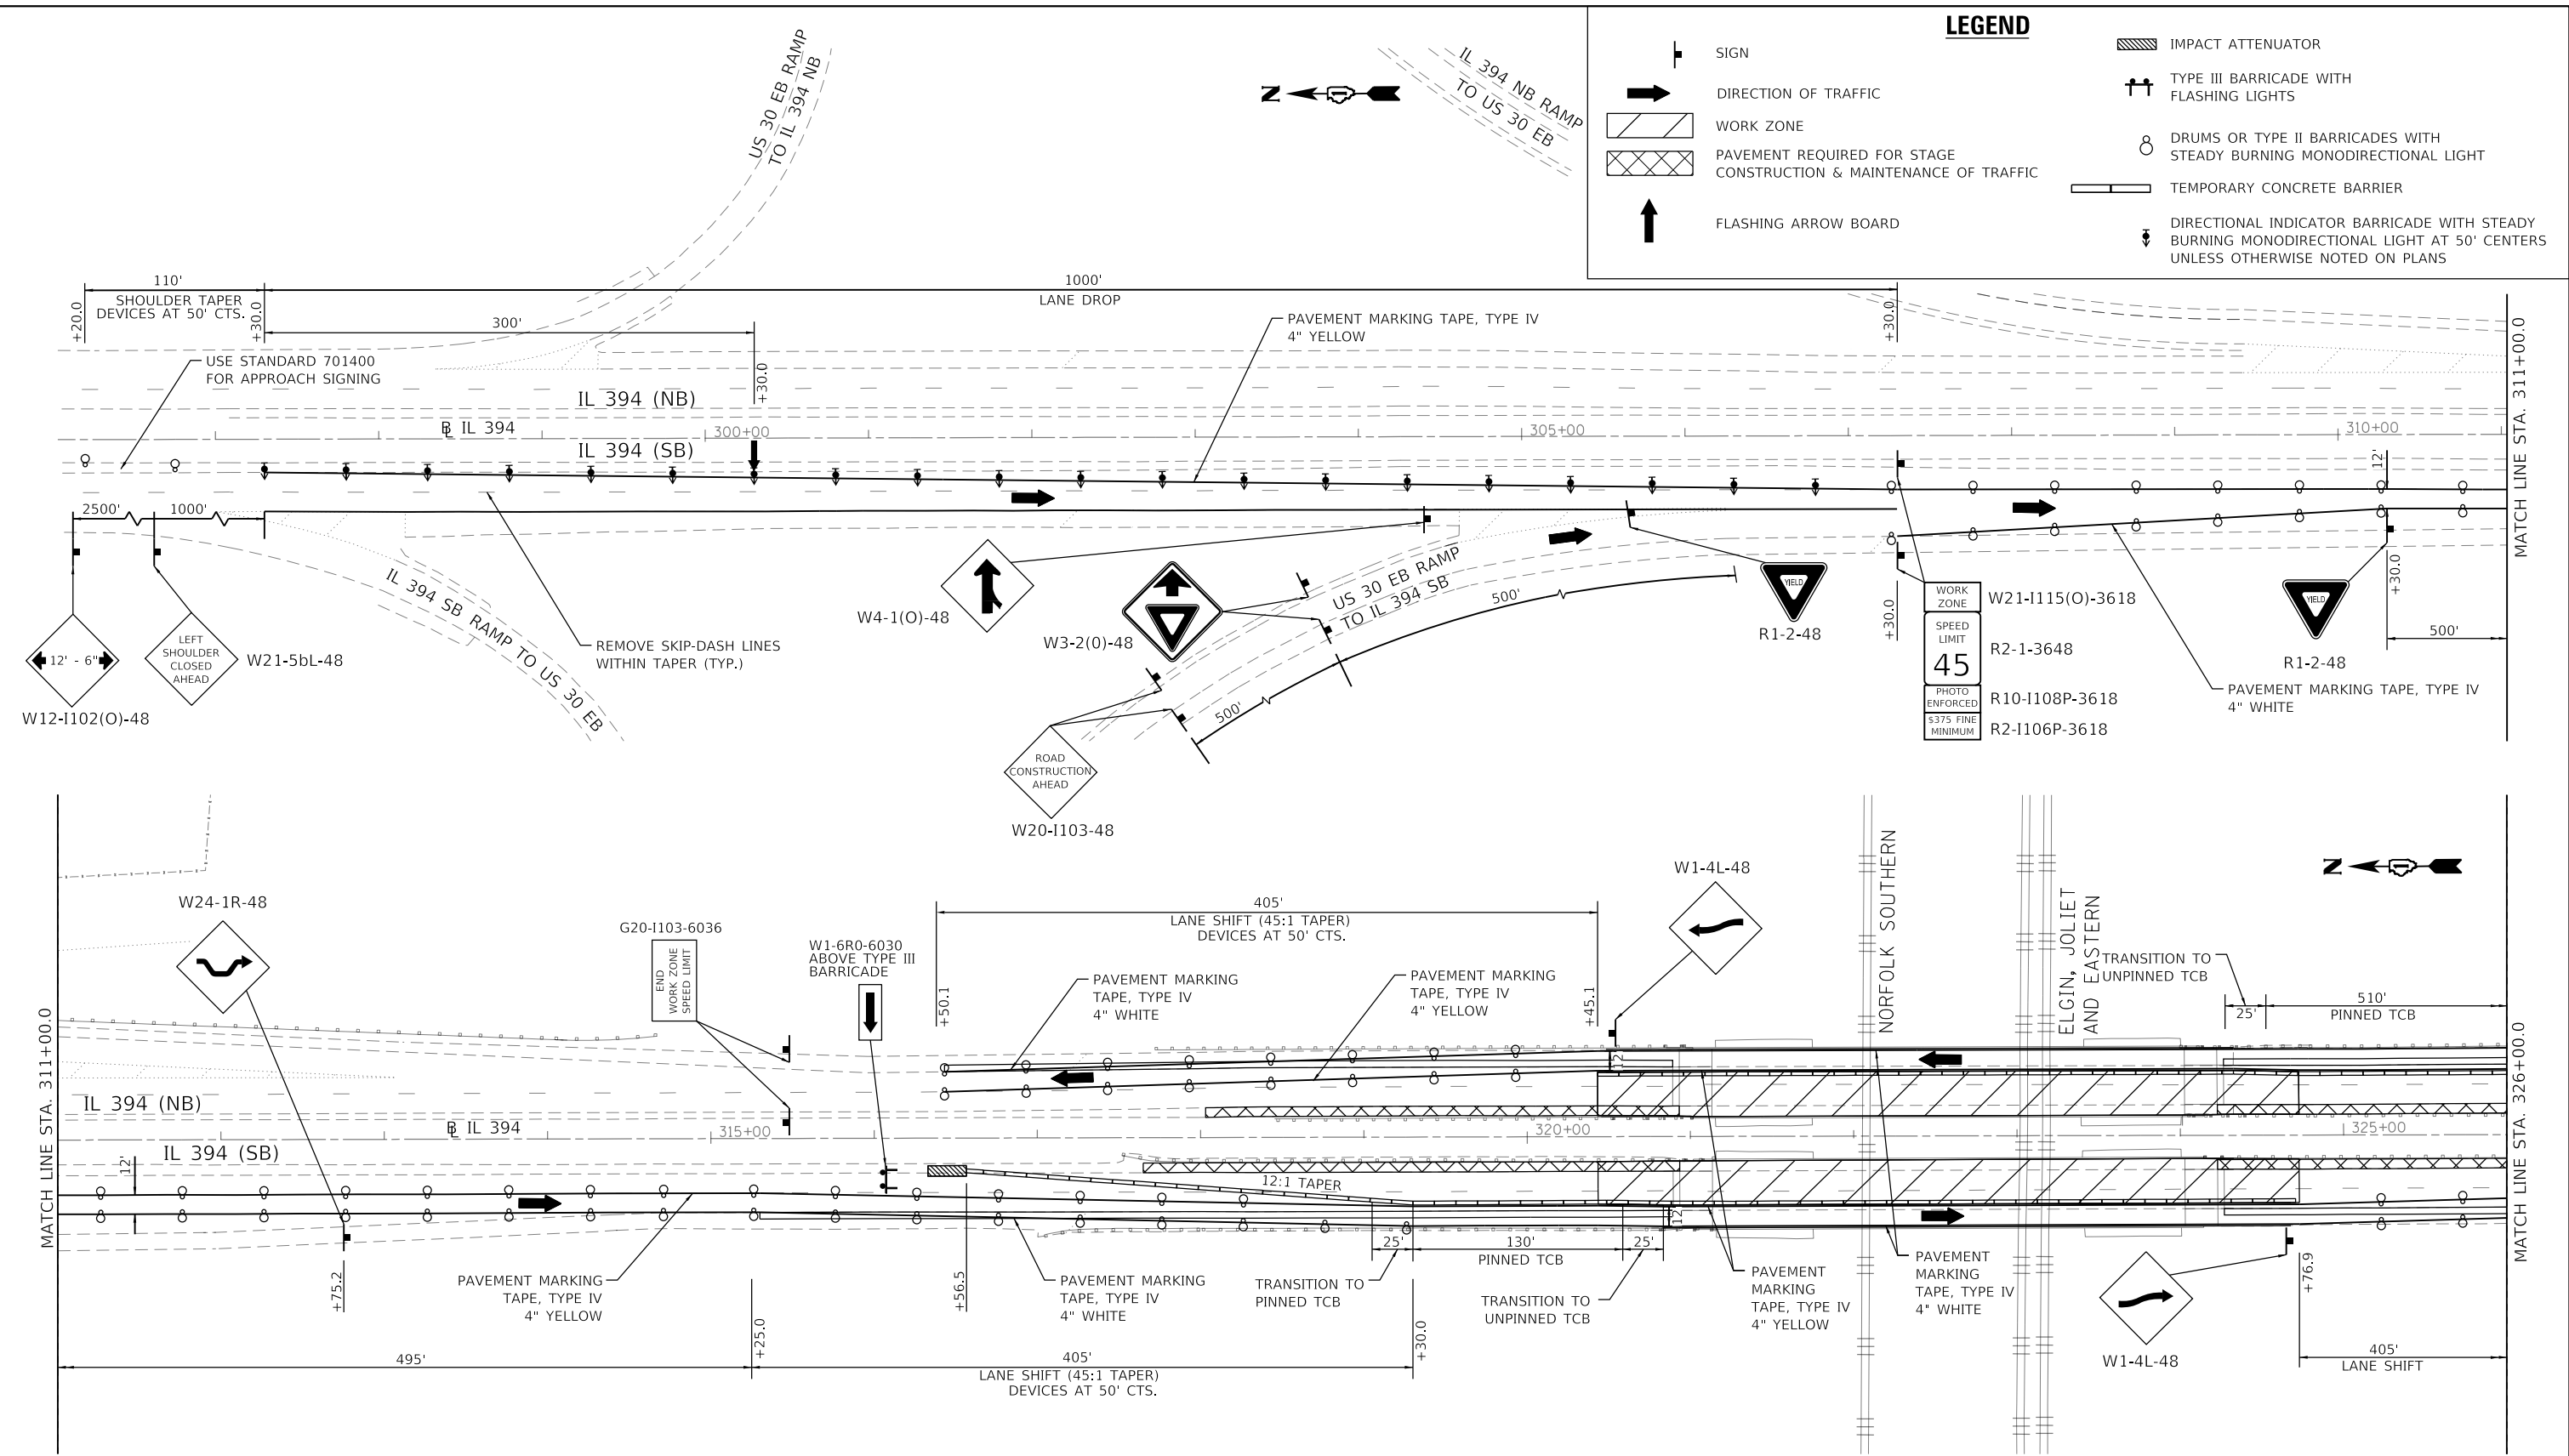 LEGEND
SIGN
DIRECTION OF TRAFFIC
WORK ZONE
PAVEMENT REQUIRED FOR STAGE
CONSTRUCTION & MAINTENANCE OF TRAFFIC
FLASHING ARROW BOARD
IMPACT ATTENUATOR
TYPE III BARRICADE WITH
FLASHING LIGHTS
DRUMS OR TYPE II BARRICADES WITH
STEADY BURNING MONODIRECTIONAL LIGHT
TEMPORARY CONCRETE BARRIER
DIRECTIONAL INDICATOR BARRICADE WITH STEADY
BURNING MONODIRECTIONAL LIGHT AT 50' CENTERS
UNLESS OTHERWISE NOTED ON PLANS
US 30 EB RAMP
TO IL 394 NB
N
IL 394 NB RAMP
TO US 30 EB
110'
SHOULDER TAPER
DEVICES AT 50' CTS.
+20.0
+30.0
1000'
LANE DROP
+30.0
300'
+30.0
USE STANDARD 701400
FOR APPROACH SIGNING
PAVEMENT MARKING TAPE, TYPE IV
4" YELLOW
IL 394 (NB)
B IL 394
300+00
305+00
310+00
IL 394 (SB)
12'
MATCH LINE STA. 311+00.0
2500'
1000'
IL 394 SB RAMP TO US 30 EB
12' - 6"
W12-I102(O)-48
LEFT
SHOULDER
CLOSED
AHEAD
W21-5bL-48
REMOVE SKIP-DASH LINES
WITHIN TAPER (TYP.)
W4-1(O)-48
W3-2(0)-48
US 30 EB RAMP
TO IL 394 SB
500'
500'
ROAD
CONSTRUCTION
AHEAD
W20-I103-48
YIELD
R1-2-48
+30.0
WORK
ZONE
W21-I115(O)-3618
SPEED
LIMIT
45
R2-1-3648
PHOTO
ENFORCED
R10-I108P-3618
$375 FINE
MINIMUM
R2-I106P-3618
YIELD
R1-2-48
+30.0
500'
PAVEMENT MARKING TAPE, TYPE IV
4" WHITE
MATCH LINE STA. 311+00.0
W24-1R-48
G20-I103-6036
END
WORK ZONE
SPEED LIMIT
W1-6R0-6030
ABOVE TYPE III
BARRICADE
405'
LANE SHIFT (45:1 TAPER)
DEVICES AT 50' CTS.
+50.1
+45.1
PAVEMENT MARKING
TAPE, TYPE IV
4" WHITE
PAVEMENT MARKING
TAPE, TYPE IV
4" YELLOW
W1-4L-48
NORFOLK SOUTHERN
ELGIN, JOLIET
AND EASTERN
N
TRANSITION TO
UNPINNED TCB
25'
510'
PINNED TCB
12'
IL 394 (NB)
B IL 394
315+00
320+00
325+00
IL 394 (SB)
12'
12:1 TAPER
12'
MATCH LINE STA. 326+00.0
25'
130'
PINNED TCB
25'
+75.2
PAVEMENT MARKING
TAPE, TYPE IV
4" YELLOW
+25.0
+56.5
PAVEMENT MARKING
TAPE, TYPE IV
4" WHITE
TRANSITION TO
PINNED TCB
+30.0
TRANSITION TO
UNPINNED TCB
PAVEMENT
MARKING
TAPE, TYPE IV
4" YELLOW
PAVEMENT
MARKING
TAPE, TYPE IV
4" WHITE
W1-4L-48
+76.9
495'
405'
LANE SHIFT (45:1 TAPER)
DEVICES AT 50' CTS.
405'
LANE SHIFT